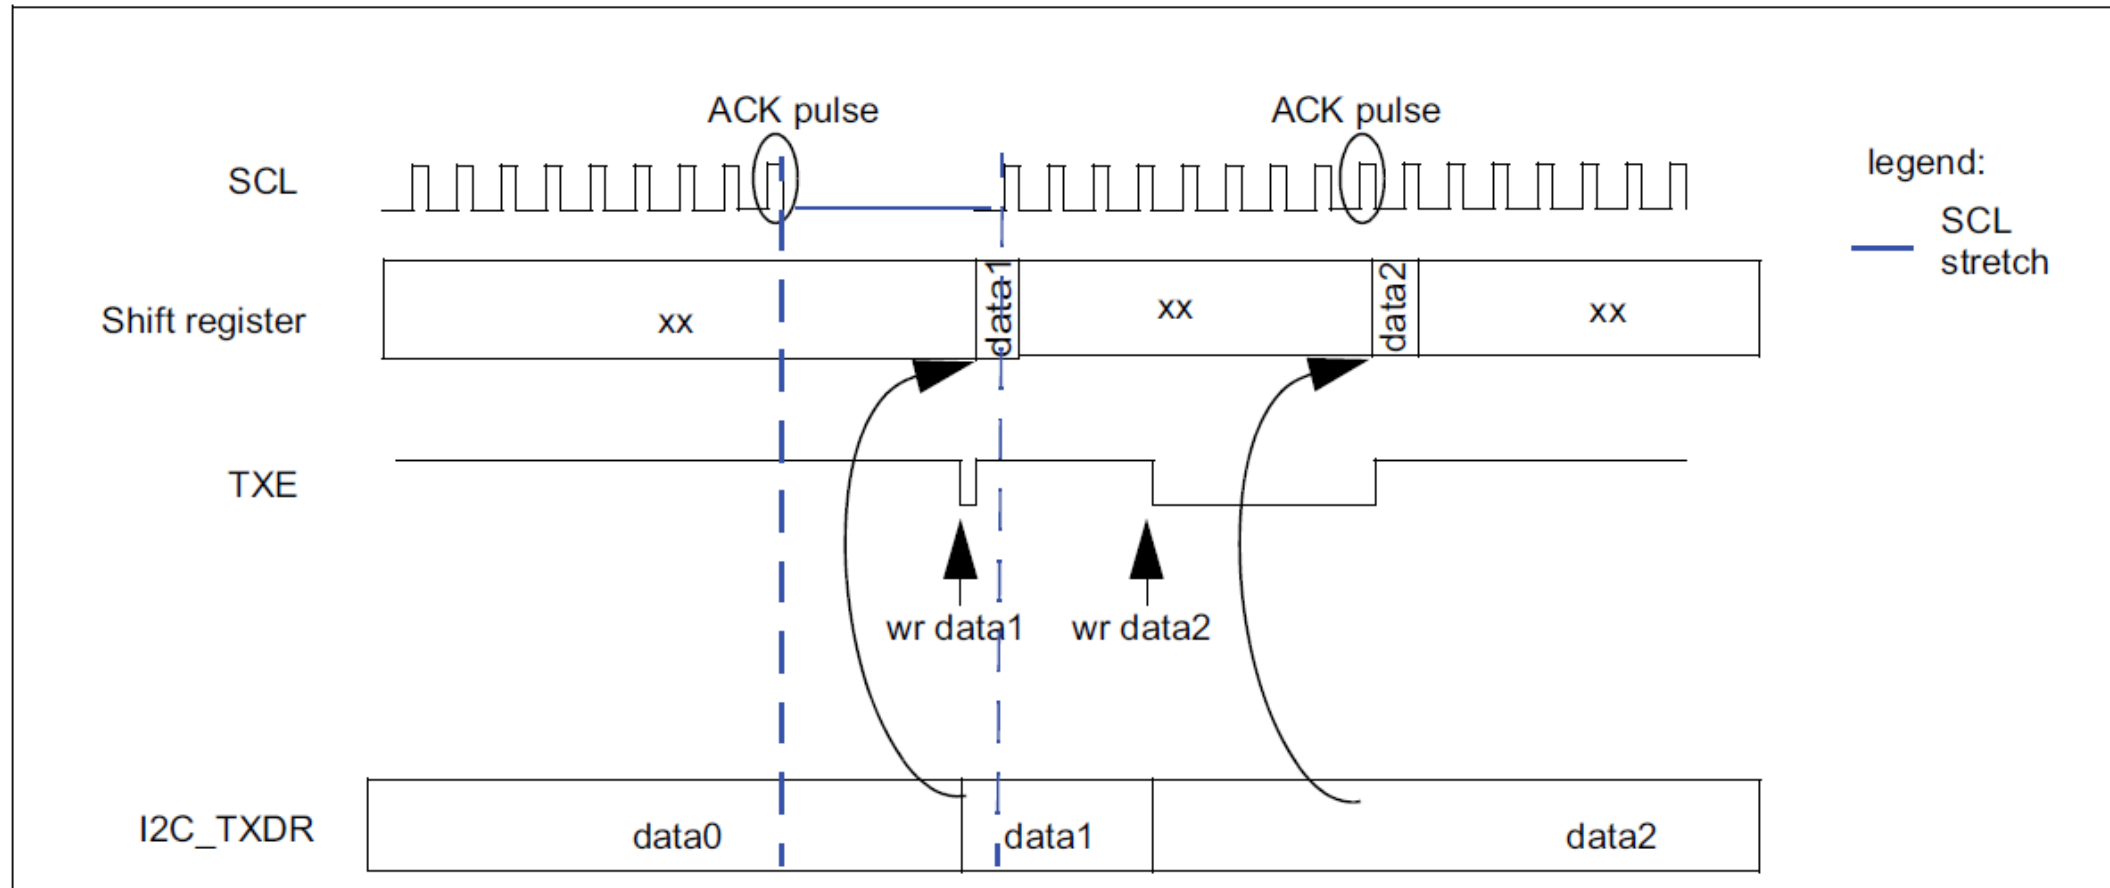 ACK pulse
ACK pulse
SCL
legend:
SCL
stretch
Shift register
xx
data1
xx
data2
xx
TXE
wr data1
wr data2
I2C_TXDR
data0
data1
data2